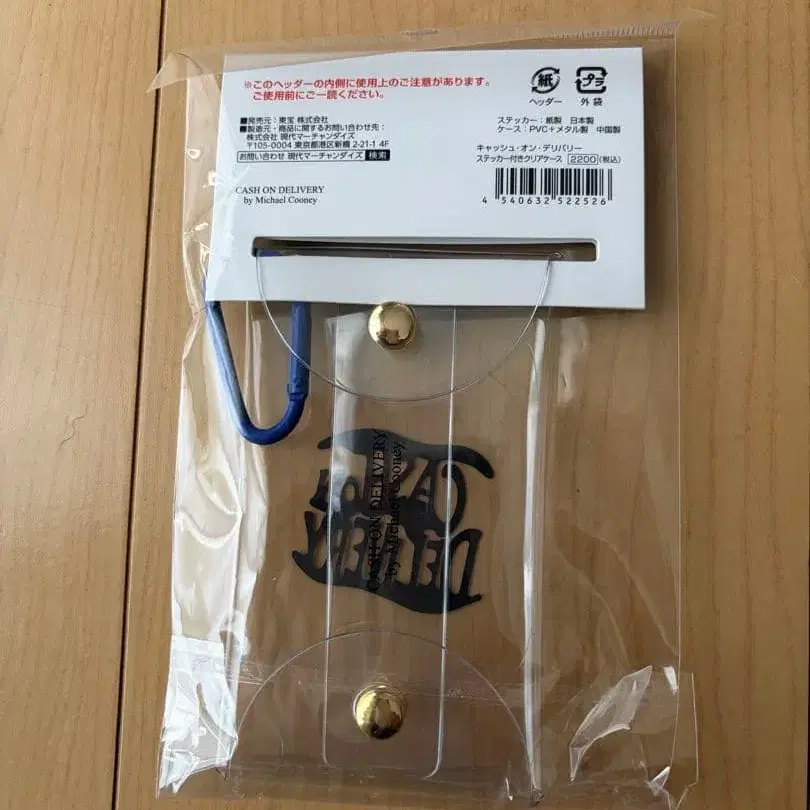 ※このヘッダーの内側に使用上のご注意があります。
ご使用前にご一読ください。
紙
ヘッダー
プラ
外袋
■発売元：東宝 株式会社
■製造元・商品に関するお問い合わせ先：
株式会社 現代マーチャンダイズ
〒105-0004 東京都港区新橋 2-21-1 4F
お問い合わせ 現代マーチャンダイズ 検索
ステッカー：紙製 日本製
ケース：PVC＋メタル製 中国製
キャッシュ・オン・デリバリー
ステッカー付きクリアケース 2200(税込)
4 540632 522526
CASH ON DELIVERY
by Michael Cooney
CASH ON DELIVERY
by Michael Cooney
CASH ON
DELIVERY